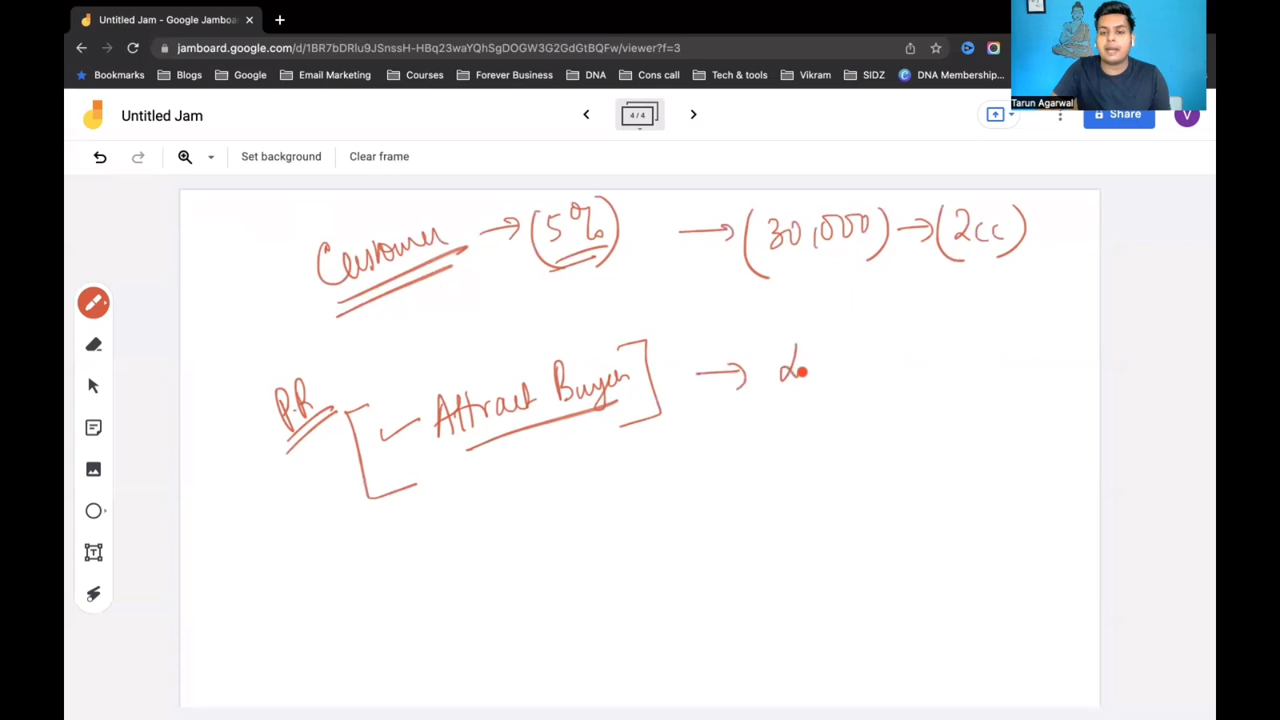 Untitled Jam - Google Jamboa
jamboard.google.com/d/1BR7bDRlu9JSnssH-HBq23waYQhSgDOGW3G2GdGtBQFw/viewer?f=3
Bookmarks Blogs Google Email Marketing Courses Forever Business DNA Cons call Tech & tools Vikram SIDZ DNA Membership...
Tarun Agarwal
Untitled Jam
4 / 4
Share
V
Set background Clear frame
Customer → (5%) → (30,000) → (2cc)
P.R ✓ Attract Buyer →